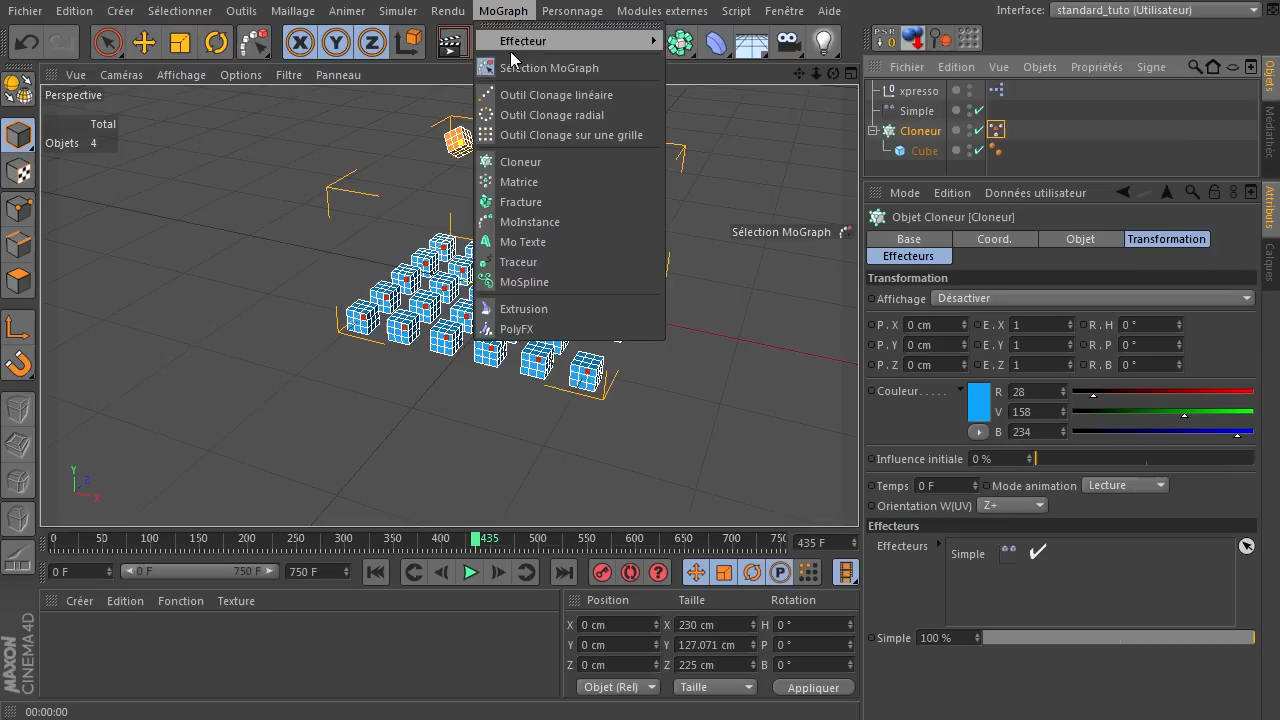 Fichier Edition Créer Sélectionner Outils Maillage Animer Simuler Rendu MoGraph Personnage Modules externes Script Fenêtre Aide Interface: standard_tuto (Utilisateur)
X Y Z
PSR
0
Effecteur
Sélection MoGraph
Outil Clonage linéaire
Outil Clonage radial
Outil Clonage sur une grille
Cloneur
Matrice
Fracture
MoInstance
Mo Texte
Traceur
MoSpline
Extrusion
PolyFX
Vue Caméras Affichage Options Filtre Panneau
Perspective
Total
Objets 4
Sélection MoGraph
Y
Z
X
Fichier Edition Vue Objets Propriétés Signe
xpresso
Simple
Cloneur
Cube
Objets
Attributs
Calques
Mode Edition Données utilisateur
Objet Cloneur [Cloneur]
Base Coord. Objet Transformation
Effecteurs
Transformation
Affichage Désactiver
P . X 0 cm E . X 1 R . H 0 °
P . Y 0 cm E . Y 1 R . P 0 °
P . Z 0 cm E . Z 1 R . B 0 °
Couleur..... R 28
V 158
B 234
Influence initiale 0 %
Temps 0 F Mode animation Lecture
Orientation W(UV) Z+
Effecteurs
Effecteurs Simple
Simple 100 %
0 50 100 150 200 250 300 350 400 435 500 550 600 650 700 750 435 F
0 F 0 F 750 F 750 F
P
Créer Edition Fonction Texture
Position Taille Rotation
X 0 cm X 230 cm H 0 °
Y 0 cm Y 127.071 cm P 0 °
Z 0 cm Z 225 cm B 0 °
Objet (Rel) Taille Appliquer
MAXON
CINEMA 4D
00:00:00